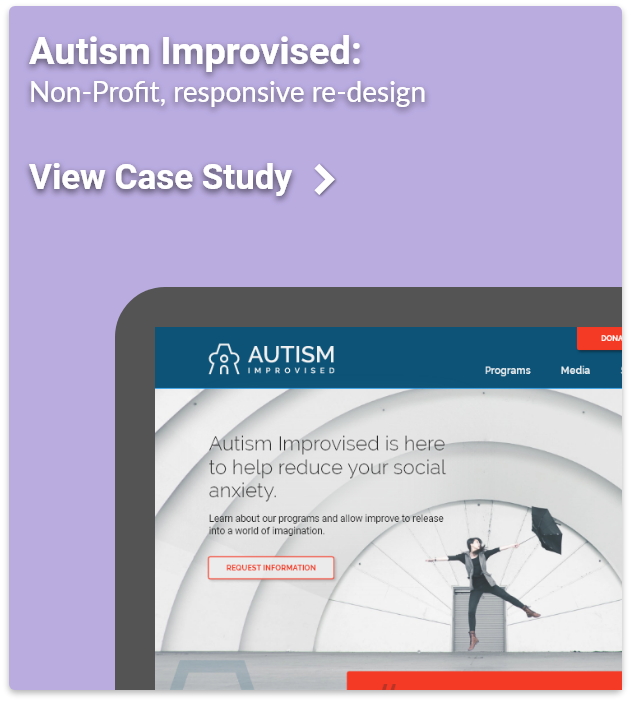 Autism Improvised:
Non-Profit, responsive re-design
View Case Study
AUTISM
IMPROVISED
Programs
Media
Autism Improvised is here
to help reduce your social
anxiety.
Learn about our programs and allow improve to release
into a world of imagination.
REQUEST INFORMATION